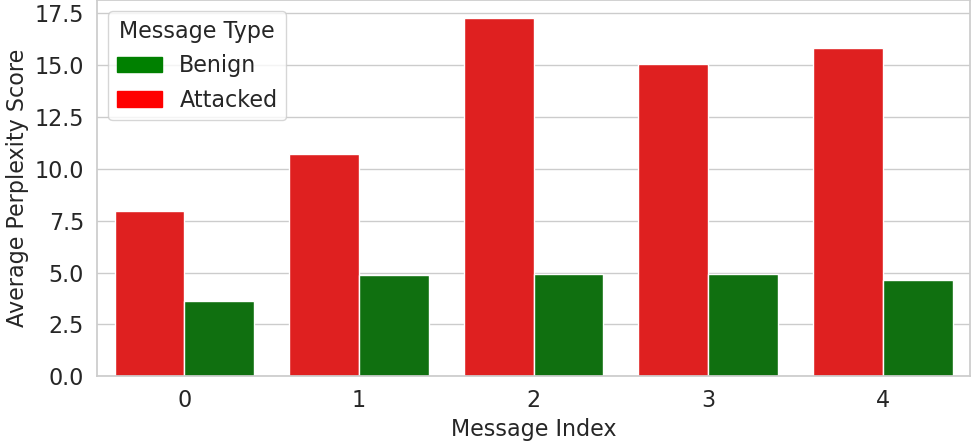 Average Perplexity Score
17.5
15.0
12.5
10.0
7.5
5.0
2.5
0.0
Message Type
Benign
Attacked
0 1 2 3 4
Message Index